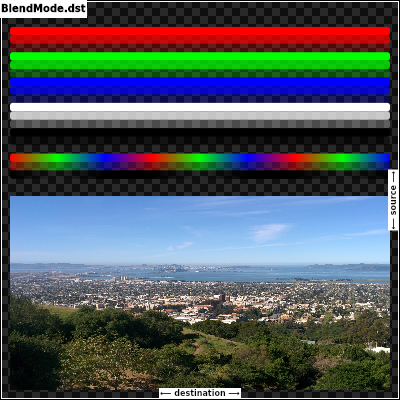 BlendMode.dst
⟵ source ⟶
⟵ destination ⟶